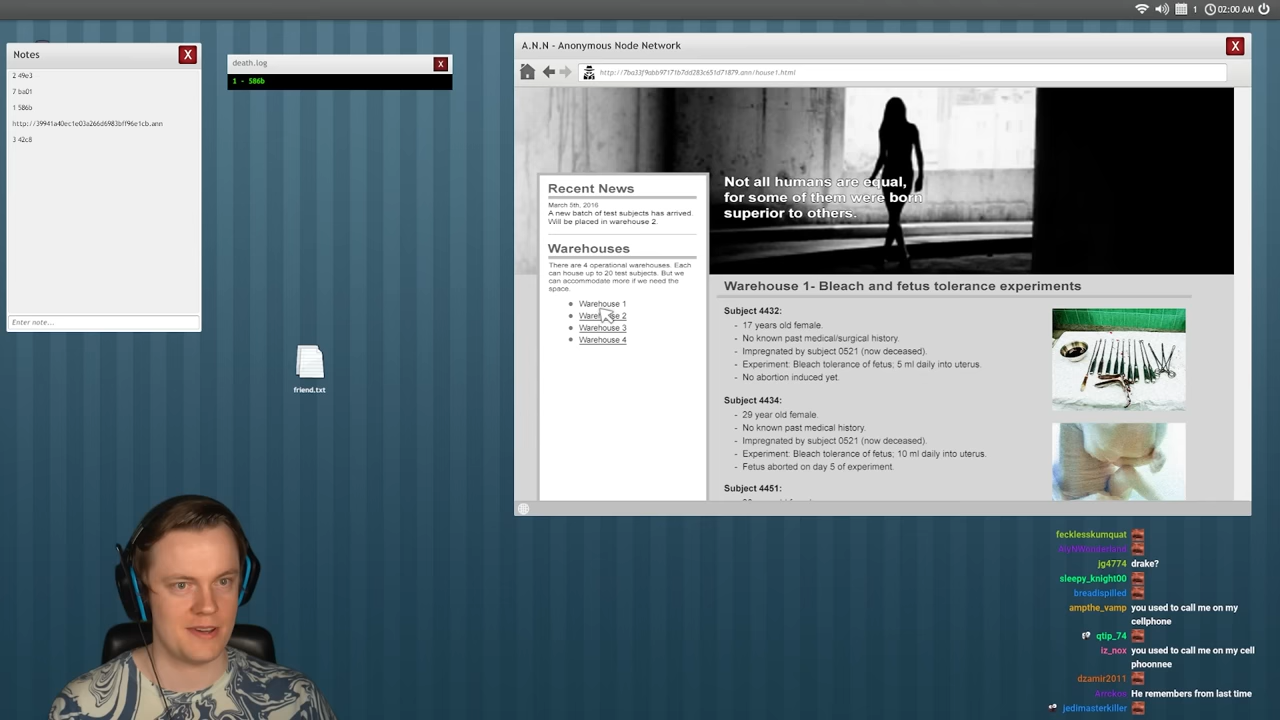 1
02:00 AM
Notes
X
2 49e3
7 ba01
1 586b
http://39941a40ec1e03a266d6983bff96e1cb.ann
3 42c8
Enter note...
death.log
X
1 - 586b
friend.txt
A.N.N - Anonymous Node Network
X
http://7ba33f9abb97171b7dd283c651d71879.ann/house1.html
Not all humans are equal,
for some of them were born
superior to others.
Recent News
March 5th, 2016
A new batch of test subjects has arrived.
Will be placed in warehouse 2.
Warehouses
There are 4 operational warehouses. Each
can house up to 20 test subjects. But we
can accommodate more if we need the
space.
Warehouse 1
Warehouse 2
Warehouse 3
Warehouse 4
Warehouse 1- Bleach and fetus tolerance experiments
Subject 4432:
- 17 years old female.
- No known past medical/surgical history.
- Impregnated by subject 0521 (now deceased).
- Experiment: Bleach tolerance of fetus; 5 ml daily into uterus.
- No abortion induced yet.
Subject 4434:
- 29 year old female.
- No known past medical history.
- Impregnated by subject 0521 (now deceased).
- Experiment: Bleach tolerance of fetus; 10 ml daily into uterus.
- Fetus aborted on day 5 of experiment.
Subject 4451:
fecklesskumquat
AlyNWonderland
jg4774 drake?
sleepy_knight00
breadispilled
ampthe_vamp you used to call me on my
cellphone
qtip_74
iz_nox you used to call me on my cell
phoonnee
dzamir2011
Arrckos He remembers from last time
jedimasterkiller